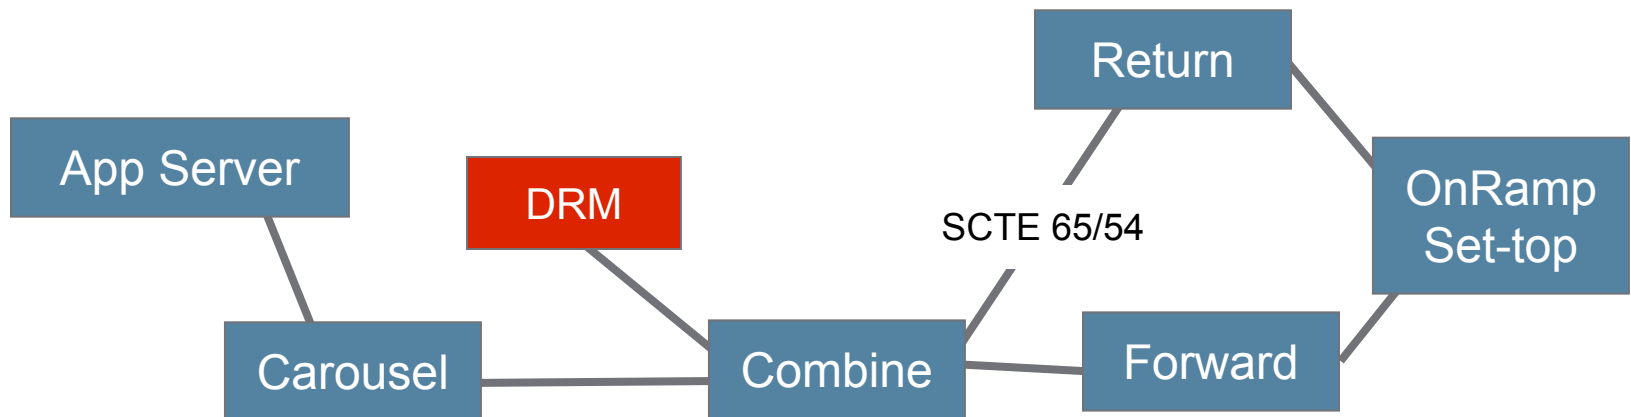 Return
App Server
DRM
OnRamp
Set-top
SCTE 65/54
Carousel
Combine
Forward